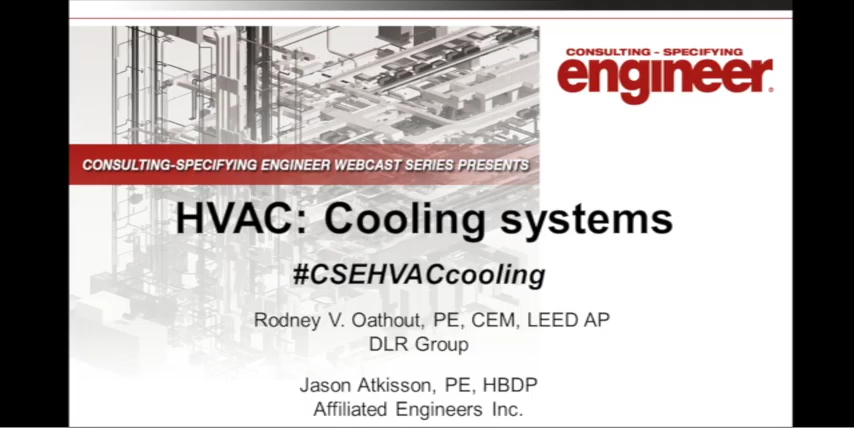 CONSULTING - SPECIFYING
engineer®
CONSULTING-SPECIFYING ENGINEER WEBCAST SERIES PRESENTS
HVAC: Cooling systems
#CSEHVACcooling
Rodney V. Oathout, PE, CEM, LEED AP
DLR Group
Jason Atkisson, PE, HBDP
Affiliated Engineers Inc.